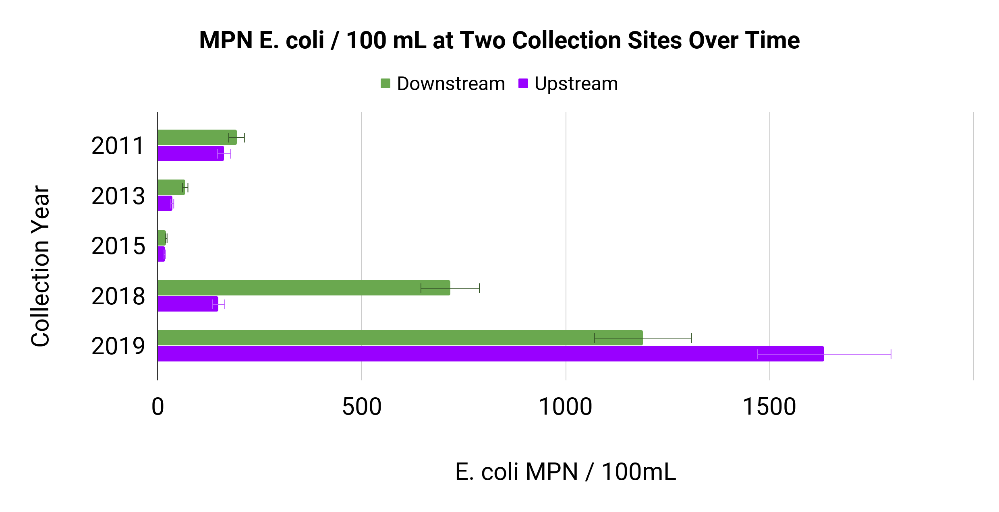 MPN E. coli / 100 mL at Two Collection Sites Over Time
Downstream
Upstream
Collection Year
2011
2013
2015
2018
2019
0
500
1000
1500
E. coli MPN / 100mL